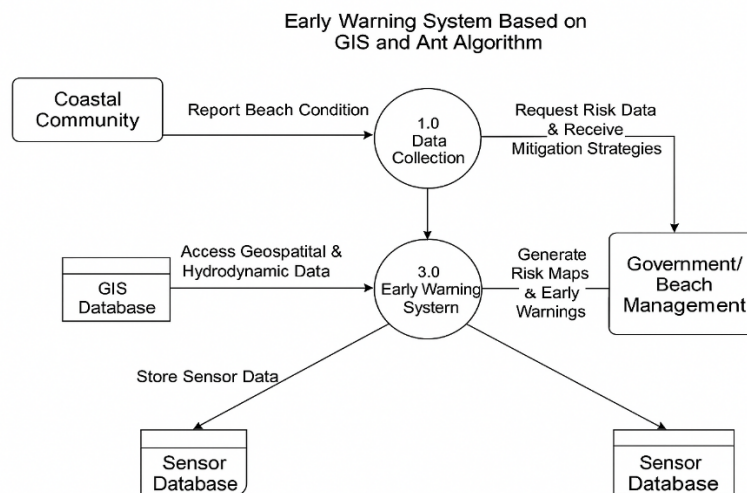 Early Warning System Based on
GIS and Ant Algorithm
Coastal
Community
Report Beach Condition
1.0
Data
Collection
Request Risk Data
& Receive
Mitigation Strategies
GIS
Database
Access Geospatital &
Hydrodynamic Data
3.0
Early Warning
Systern
Generate
Risk Maps
& Early
Warnings
Government/
Beach
Management
Store Sensor Data
Sensor
Database
Sensor
Database